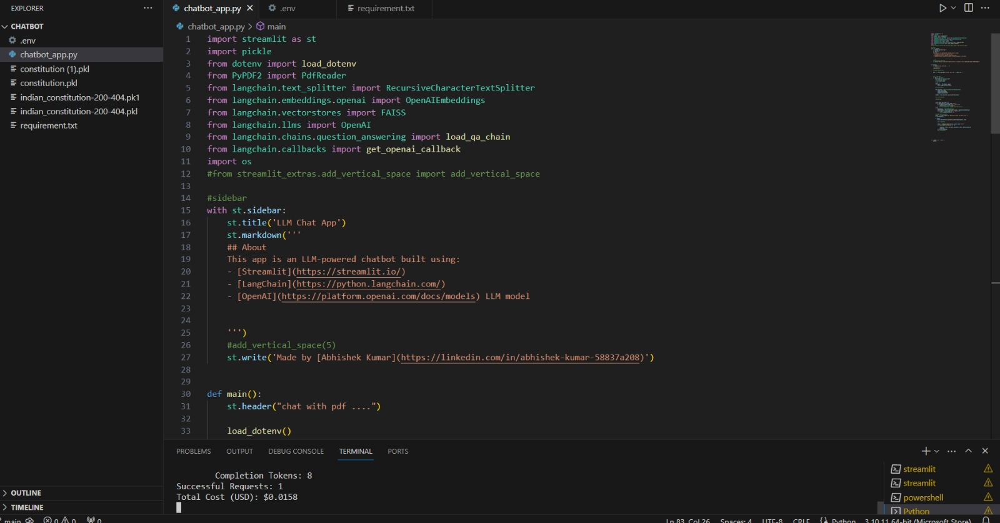 EXPLORER
CHATBOT
.env
chatbot_app.py
constitution (1).pkl
constitution.pkl
indian_constitution-200-404.pk1
indian_constitution-200-404.pkl
requirement.txt
OUTLINE
TIMELINE
chatbot_app.py
.env
requirement.txt
chatbot_app.py > main
1 import streamlit as st
2 import pickle
3 from dotenv import load_dotenv
4 from PyPDF2 import PdfReader
5 from langchain.text_splitter import RecursiveCharacterTextSplitter
6 from langchain.embeddings.openai import OpenAIEmbeddings
7 from langchain.vectorstores import FAISS
8 from langchain.llms import OpenAI
9 from langchain.chains.question_answering import load_qa_chain
10 from langchain.callbacks import get_openai_callback
11 import os
12 #from streamlit_extras.add_vertical_space import add_vertical_space
13
14 #sidebar
15 with st.sidebar:
16 st.title('LLM Chat App')
17 st.markdown('''
18 ## About
19 This app is an LLM-powered chatbot built using:
20 - [Streamlit](https://streamlit.io/)
21 - [LangChain](https://python.langchain.com/)
22 - [OpenAI](https://platform.openai.com/docs/models) LLM model
23
24
25 ''')
26 #add_vertical_space(5)
27 st.write('Made by [Abhishek Kumar](https://linkedin.com/in/abhishek-kumar-58837a208)')
28
29
30 def main():
31 st.header("chat with pdf ....")
32
33 load_dotenv()
PROBLEMS OUTPUT DEBUG CONSOLE TERMINAL PORTS
Completion Tokens: 8
Successful Requests: 1
Total Cost (USD): $0.0158
streamlit
streamlit
powershell
Python
main 0 0 0 Ln 83, Col 26 Spaces: 4 UTF-8 CRLF Python 3.10.11 64-bit (Microsoft Store)